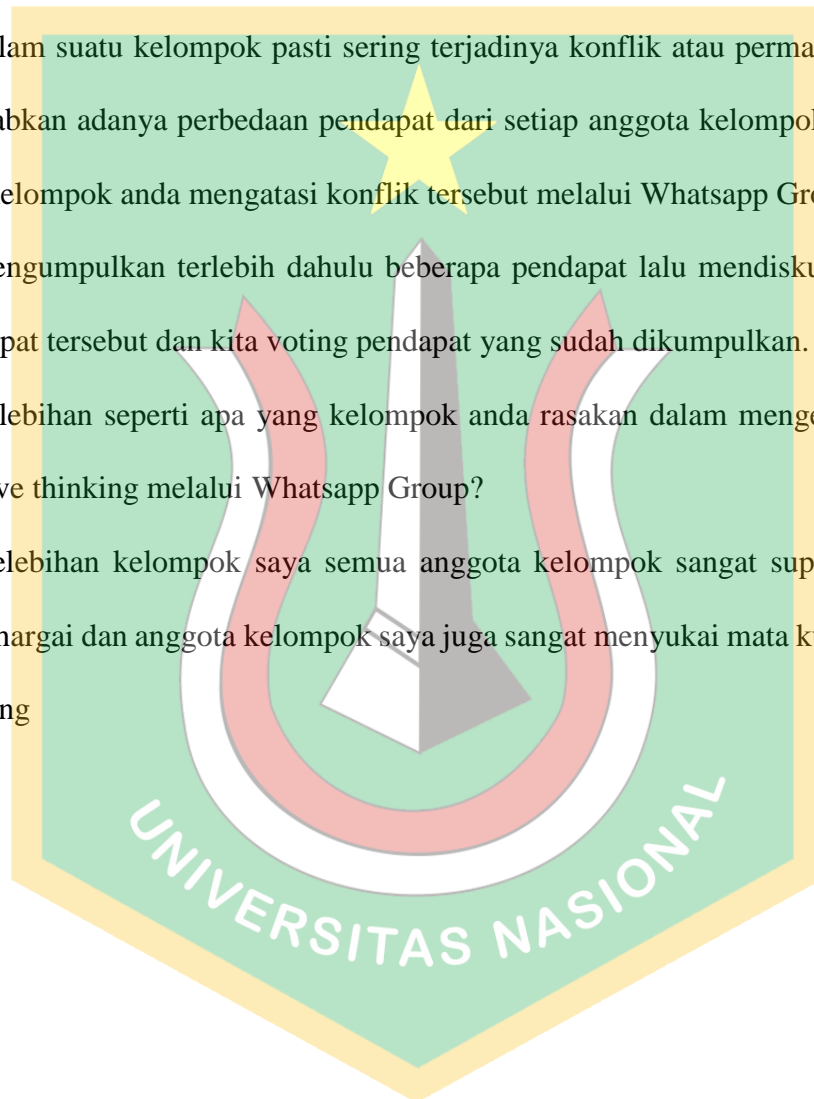 lam suatu kelompok pasti sering terjadinya konflik atau perma
abkan adanya perbedaan pendapat dari setiap anggota kelompok
elompok anda mengatasi konflik tersebut melalui Whatsapp Gro
engumpulkan terlebih dahulu beberapa pendapat lalu mendisku
pat tersebut dan kita voting pendapat yang sudah dikumpulkan.
lebihan seperti apa yang kelompok anda rasakan dalam menge
ve thinking melalui Whatsapp Group?
elebihan kelompok saya semua anggota kelompok sangat sup
hargai dan anggota kelompok saya juga sangat menyukai mata k
ng
UNIVERSITAS NASIONAL